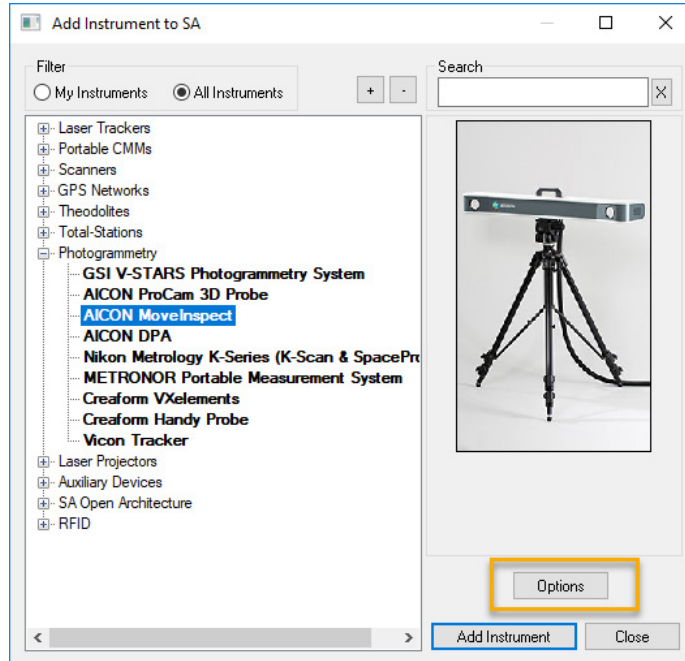 Add Instrument to SA
Filter
My Instruments All Instruments
+ -
Search
X
Laser Trackers
Portable CMMs
Scanners
GPS Networks
Theodolites
Total-Stations
Photogrammetry
GSI V-STARS Photogrammetry System
AICON ProCam 3D Probe
AICON MoveInspect
AICON DPA
Nikon Metrology K-Series (K-Scan & SpacePro
METRONOR Portable Measurement System
Creaform VXelements
Creaform Handy Probe
Vicon Tracker
Laser Projectors
Auxiliary Devices
SA Open Architecture
RFID
Options
Add Instrument Close